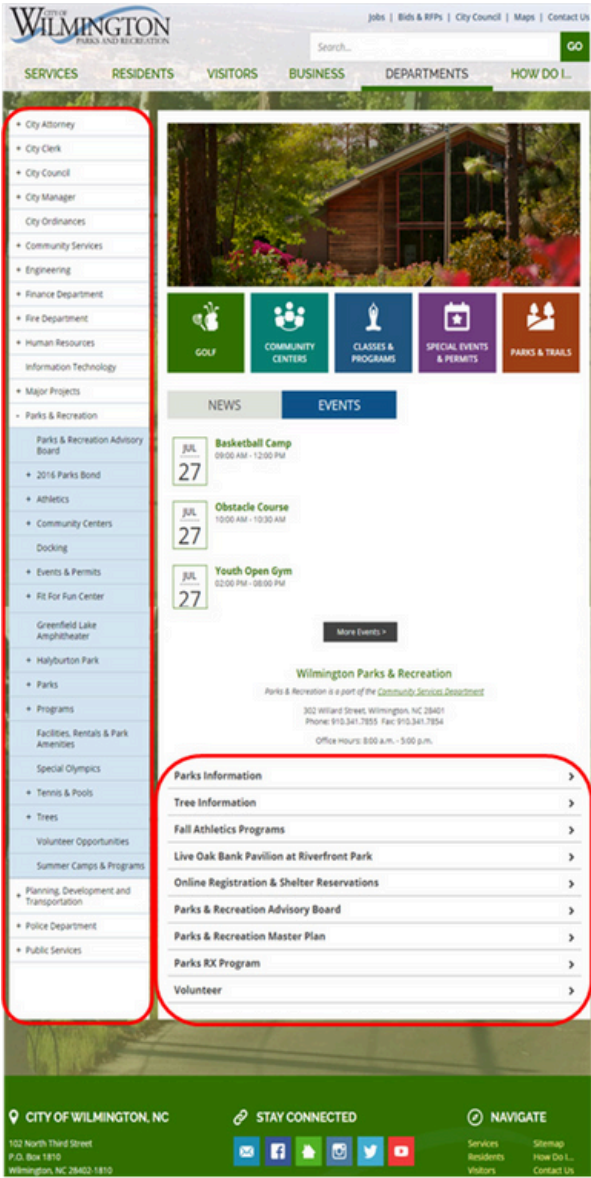 CITY OF
WILMINGTON
PARKS AND RECREATION
Jobs | Bids & RFPs | City Council | Maps | Contact Us
Search...
GO
SERVICES RESIDENTS VISITORS BUSINESS DEPARTMENTS HOW DO I...
+ City Attorney
+ City Clerk
+ City Council
+ City Manager
City Ordinances
+ Community Services
+ Engineering
+ Finance Department
+ Fire Department
+ Human Resources
Information Technology
+ Major Projects
- Parks & Recreation
Parks & Recreation Advisory
Board
+ 2016 Parks Bond
+ Athletics
+ Community Centers
Docking
+ Events & Permits
+ Fit For Fun Center
Greenfield Lake
Amphitheater
+ Halyburton Park
+ Parks
+ Programs
Facilities, Rentals & Park
Amenities
Special Olympics
+ Tennis & Pools
+ Trees
Volunteer Opportunities
Summer Camps & Programs
+ Planning, Development and
Transportation
+ Police Department
+ Public Services
GOLF
COMMUNITY
CENTERS
CLASSES &
PROGRAMS
SPECIAL EVENTS
& PERMITS
PARKS & TRAILS
NEWS EVENTS
JUL
27
Basketball Camp
09:00 AM - 12:00 PM
JUL
27
Obstacle Course
10:00 AM - 10:30 AM
JUL
27
Youth Open Gym
02:00 PM - 08:00 PM
More Events >
Wilmington Parks & Recreation
Parks & Recreation is a part of the Community Services Department
302 Willard Street, Wilmington, NC 28401
Phone: 910.341.7855 Fax: 910.341.7854
Office Hours: 8:00 a.m. - 5:00 p.m.
Parks Information
Tree Information
Fall Athletics Programs
Live Oak Bank Pavilion at Riverfront Park
Online Registration & Shelter Reservations
Parks & Recreation Advisory Board
Parks & Recreation Master Plan
Parks RX Program
Volunteer
CITY OF WILMINGTON, NC
102 North Third Street
P.O. Box 1810
Wilmington, NC 28402-1810
STAY CONNECTED
NAVIGATE
Services Sitemap
Residents How Do I...
Visitors Contact Us